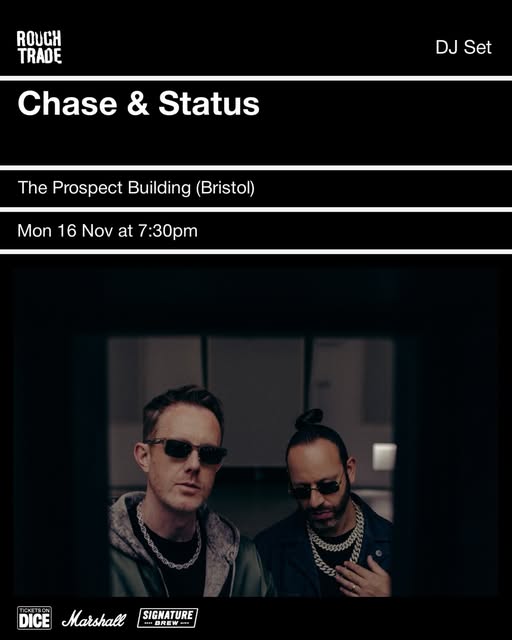 ROUGH
TRADE
DJ Set
Chase & Status
The Prospect Building (Bristol)
Mon 16 Nov at 7:30pm
TICKETS ON
DICE
Marshall
SIGNATURE
BREW